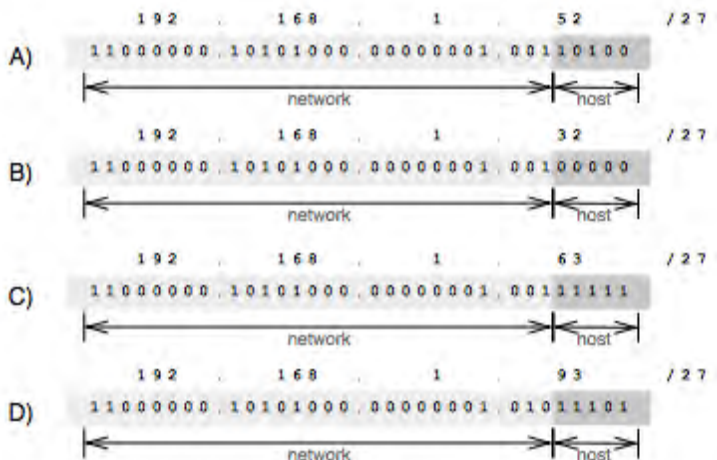 192 . 168 . 1 . 52 /27
A) 11000000.10101000.00000001.00110100
network host
192 . 168 . 1 . 32 /27
B) 11000000.10101000.00000001.00100000
network host
192 . 168 . 1 . 63 /27
C) 11000000.10101000.00000001.00111111
network host
192 . 168 . 1 . 93 /27
D) 11000000.10101000.00000001.01011101
network host